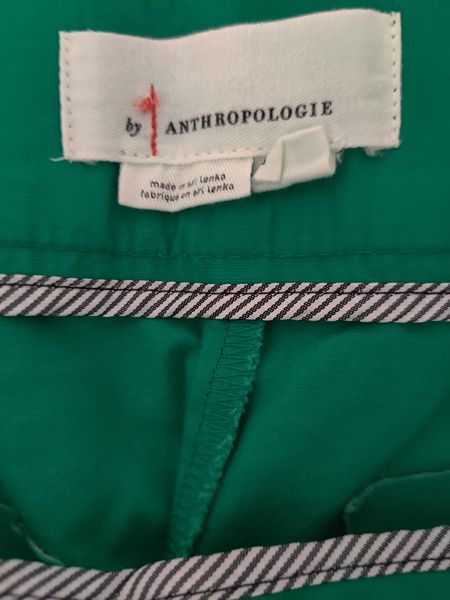 by ANTHROPOLOGIE
made in sri lanka
fabriqué en sri lanka